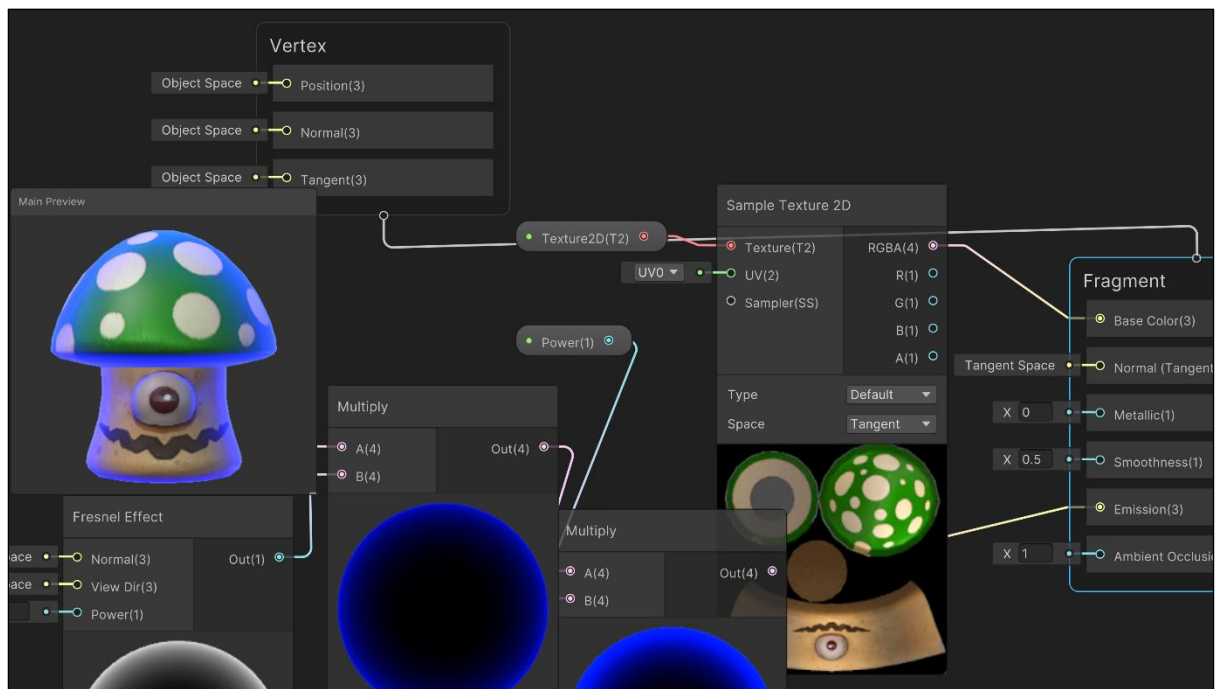 Vertex
Object Space
Position(3)
Object Space
Normal(3)
Object Space
Tangent(3)
Main Preview
Texture2D(T2)
Sample Texture 2D
Texture(T2)
RGBA(4)
UV0
UV(2)
R(1)
Sampler(SS)
G(1)
B(1)
A(1)
Type
Default
Space
Tangent
Power(1)
Fragment
Base Color(3)
Tangent Space
Normal (Tangent
X 0
Metallic(1)
X 0.5
Smoothness(1)
Emission(3)
X 1
Ambient Occlusi
Multiply
A(4)
Out(4)
B(4)
Multiply
A(4)
Out(4)
B(4)
Fresnel Effect
ace
Normal(3)
Out(1)
ace
View Dir(3)
Power(1)